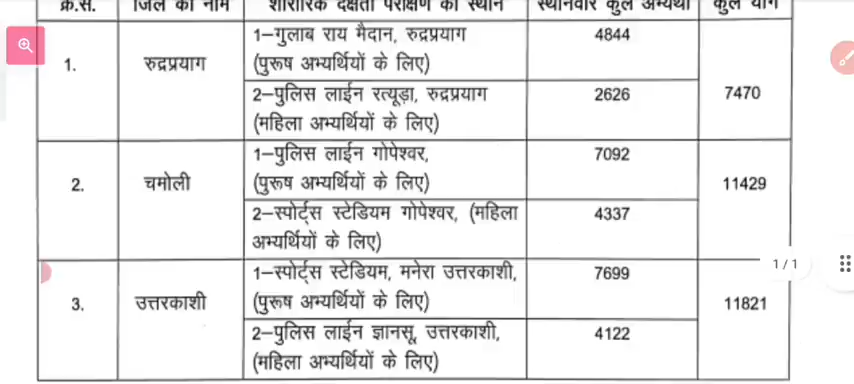 क्र.सं. जिले का नाम शारीरिक दक्षता परीक्षण का स्थान स्थानवार कुल अभ्यर्थी कुल योग
1. रुद्रप्रयाग 1–गुलाब राय मैदान, रुद्रप्रयाग 4844 7470
(पुरूष अभ्यर्थियों के लिए)
2–पुलिस लाईन रत्यूड़ा, रुद्रप्रयाग 2626
(महिला अभ्यर्थियों के लिए)
2. चमोली 1–पुलिस लाईन गोपेश्वर, 7092 11429
(पुरूष अभ्यर्थियों के लिए)
2–स्पोर्ट्स स्टेडियम गोपेश्वर, (महिला 4337
अभ्यर्थियों के लिए)
3. उत्तरकाशी 1–स्पोर्ट्स स्टेडियम, मनेरा उत्तरकाशी, 7699 11821
(पुरूष अभ्यर्थियों के लिए)
2–पुलिस लाईन ज्ञानसू, उत्तरकाशी, 4122
(महिला अभ्यर्थियों के लिए)
1 / 1